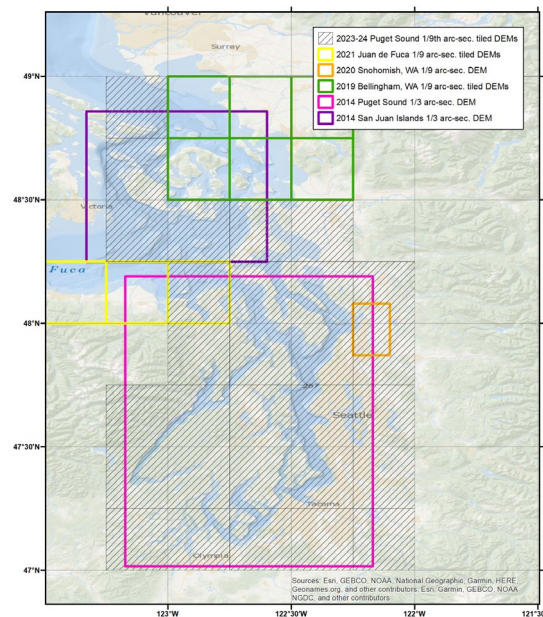 Vancouver
Surrey
2023-24 Puget Sound 1/9th arc-sec. tiled DEMs
2021 Juan de Fuca 1/9 arc-sec. tiled DEMs
2020 Snohomish, WA 1/9 arc-sec. DEM
2019 Bellingham, WA 1/9 arc-sec. tiled DEMs
2014 Puget Sound 1/3 arc-sec. DEM
2014 San Juan Islands 1/3 arc-sec. DEM
49°N
48°30'N
Victoria
Fuca
48°N
267
Seattle
47°30'N
Tacoma
Olympia
47°N
Sources: Esri, GEBCO, NOAA, National Geographic, Garmin, HERE,
Geonames.org, and other contributors, Esri, Garmin, GEBCO, NOAA
NGDC, and other contributors
123°W
122°30'W
122°W